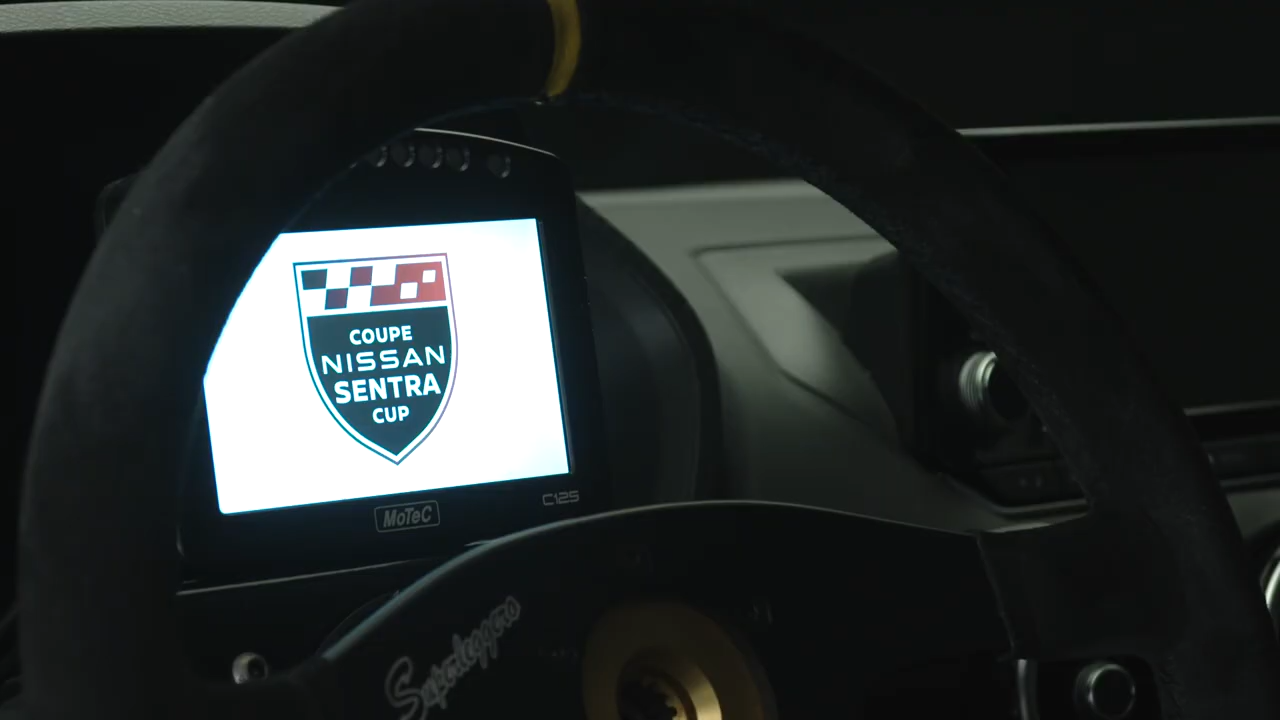 COUPE
NISSAN
SENTRA
CUP
MoTeC
C125
Superleggero